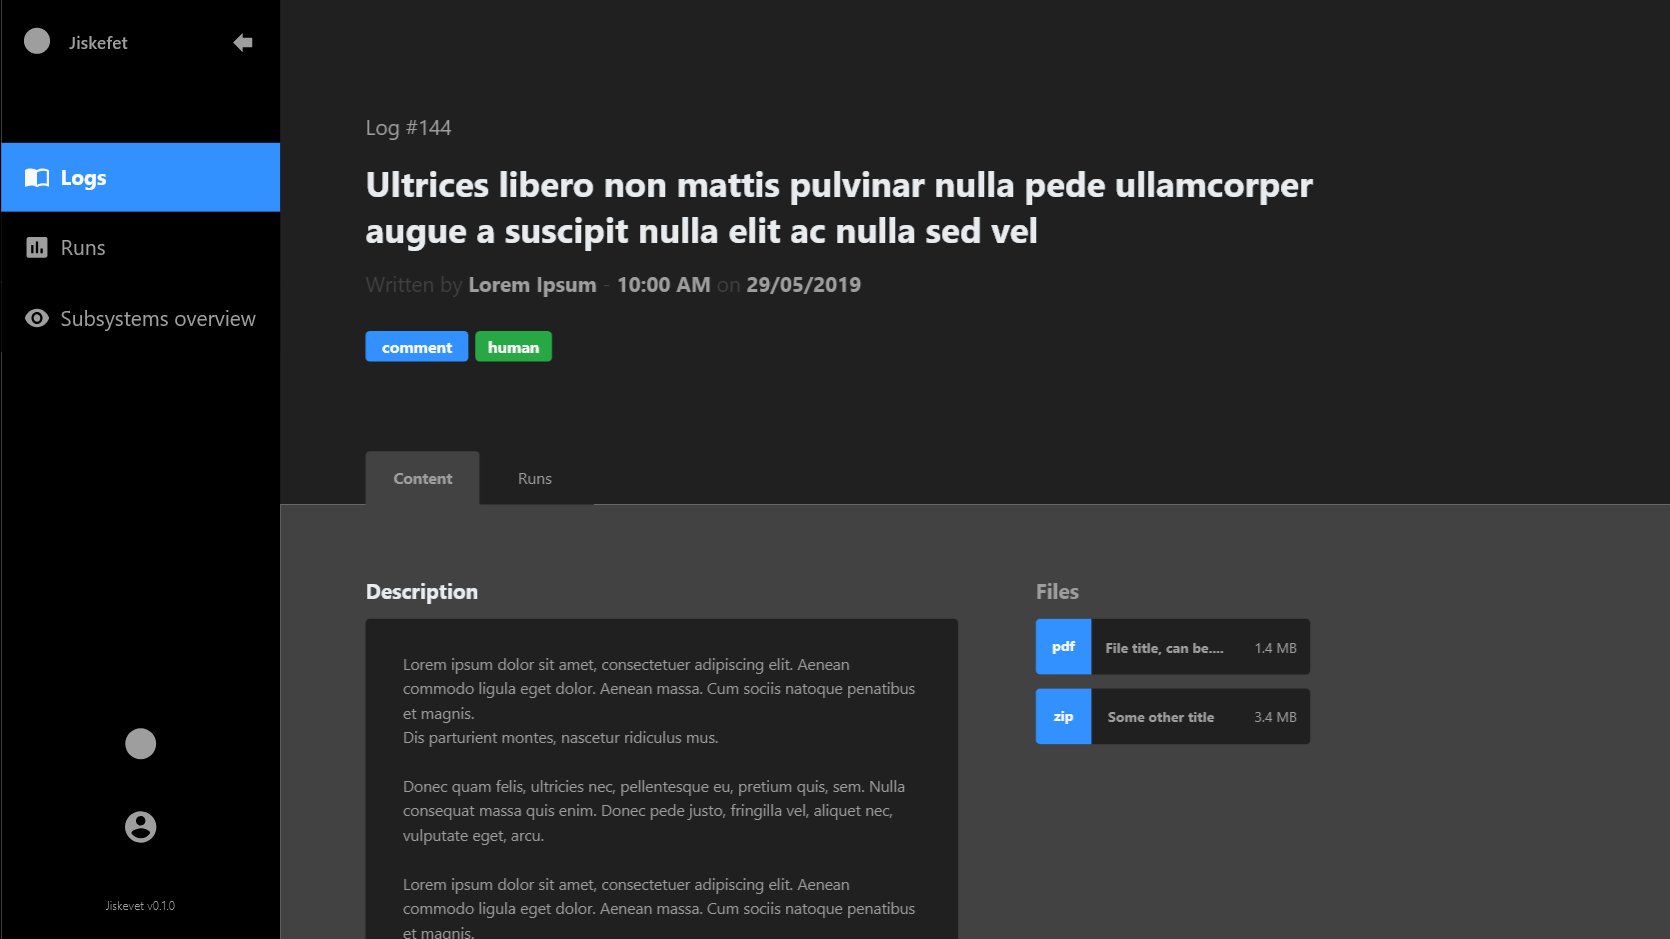 Jiskefet
Logs
Runs
Subsystems overview
Jiskevet v0.1.0
Log #144
Ultrices libero non mattis pulvinar nulla pede ullamcorper
augue a suscipit nulla elit ac nulla sed vel
Written by Lorem Ipsum - 10:00 AM on 29/05/2019
comment human
Content Runs
Description
Lorem ipsum dolor sit amet, consectetuer adipiscing elit. Aenean
commodo ligula eget dolor. Aenean massa. Cum sociis natoque penatibus
et magnis.
Dis parturient montes, nascetur ridiculus mus.
Donec quam felis, ultricies nec, pellentesque eu, pretium quis, sem. Nulla
consequat massa quis enim. Donec pede justo, fringilla vel, aliquet nec,
vulputate eget, arcu.
Lorem ipsum dolor sit amet, consectetuer adipiscing elit. Aenean
commodo ligula eget dolor. Aenean massa. Cum sociis natoque penatibus
et magnis.
Files
pdf File title, can be.... 1.4 MB
zip Some other title 3.4 MB